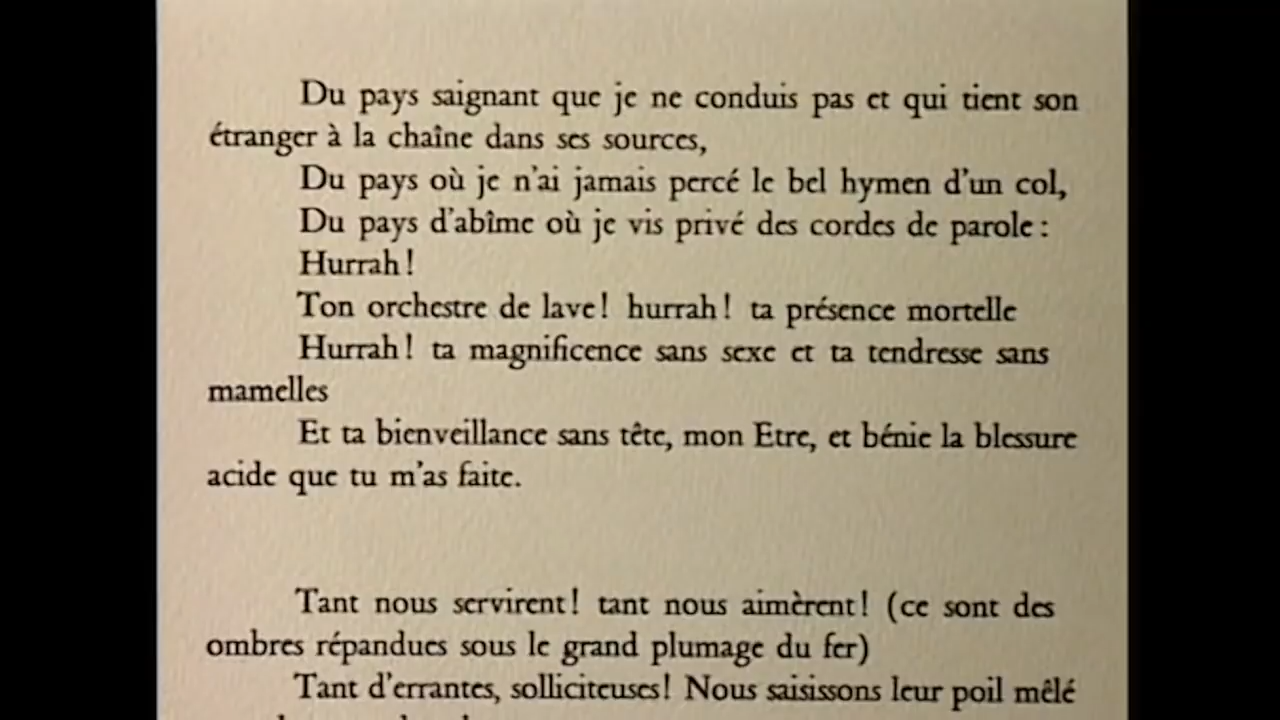 Du pays saignant que je ne conduis pas et qui tient son
étranger à la chaîne dans ses sources,
Du pays où je n'ai jamais percé le bel hymen d'un col,
Du pays d'abîme où je vis privé des cordes de parole :
Hurrah !
Ton orchestre de lave ! hurrah ! ta présence mortelle
Hurrah ! ta magnificence sans sexe et ta tendresse sans
mamelles
Et ta bienveillance sans tête, mon Etre, et bénie la blessure
acide que tu m'as faite.
Tant nous servirent ! tant nous aimèrent ! (ce sont des
ombres répandues sous le grand plumage du fer)
Tant d'errantes, solliciteuses ! Nous saisissons leur poil mêlé